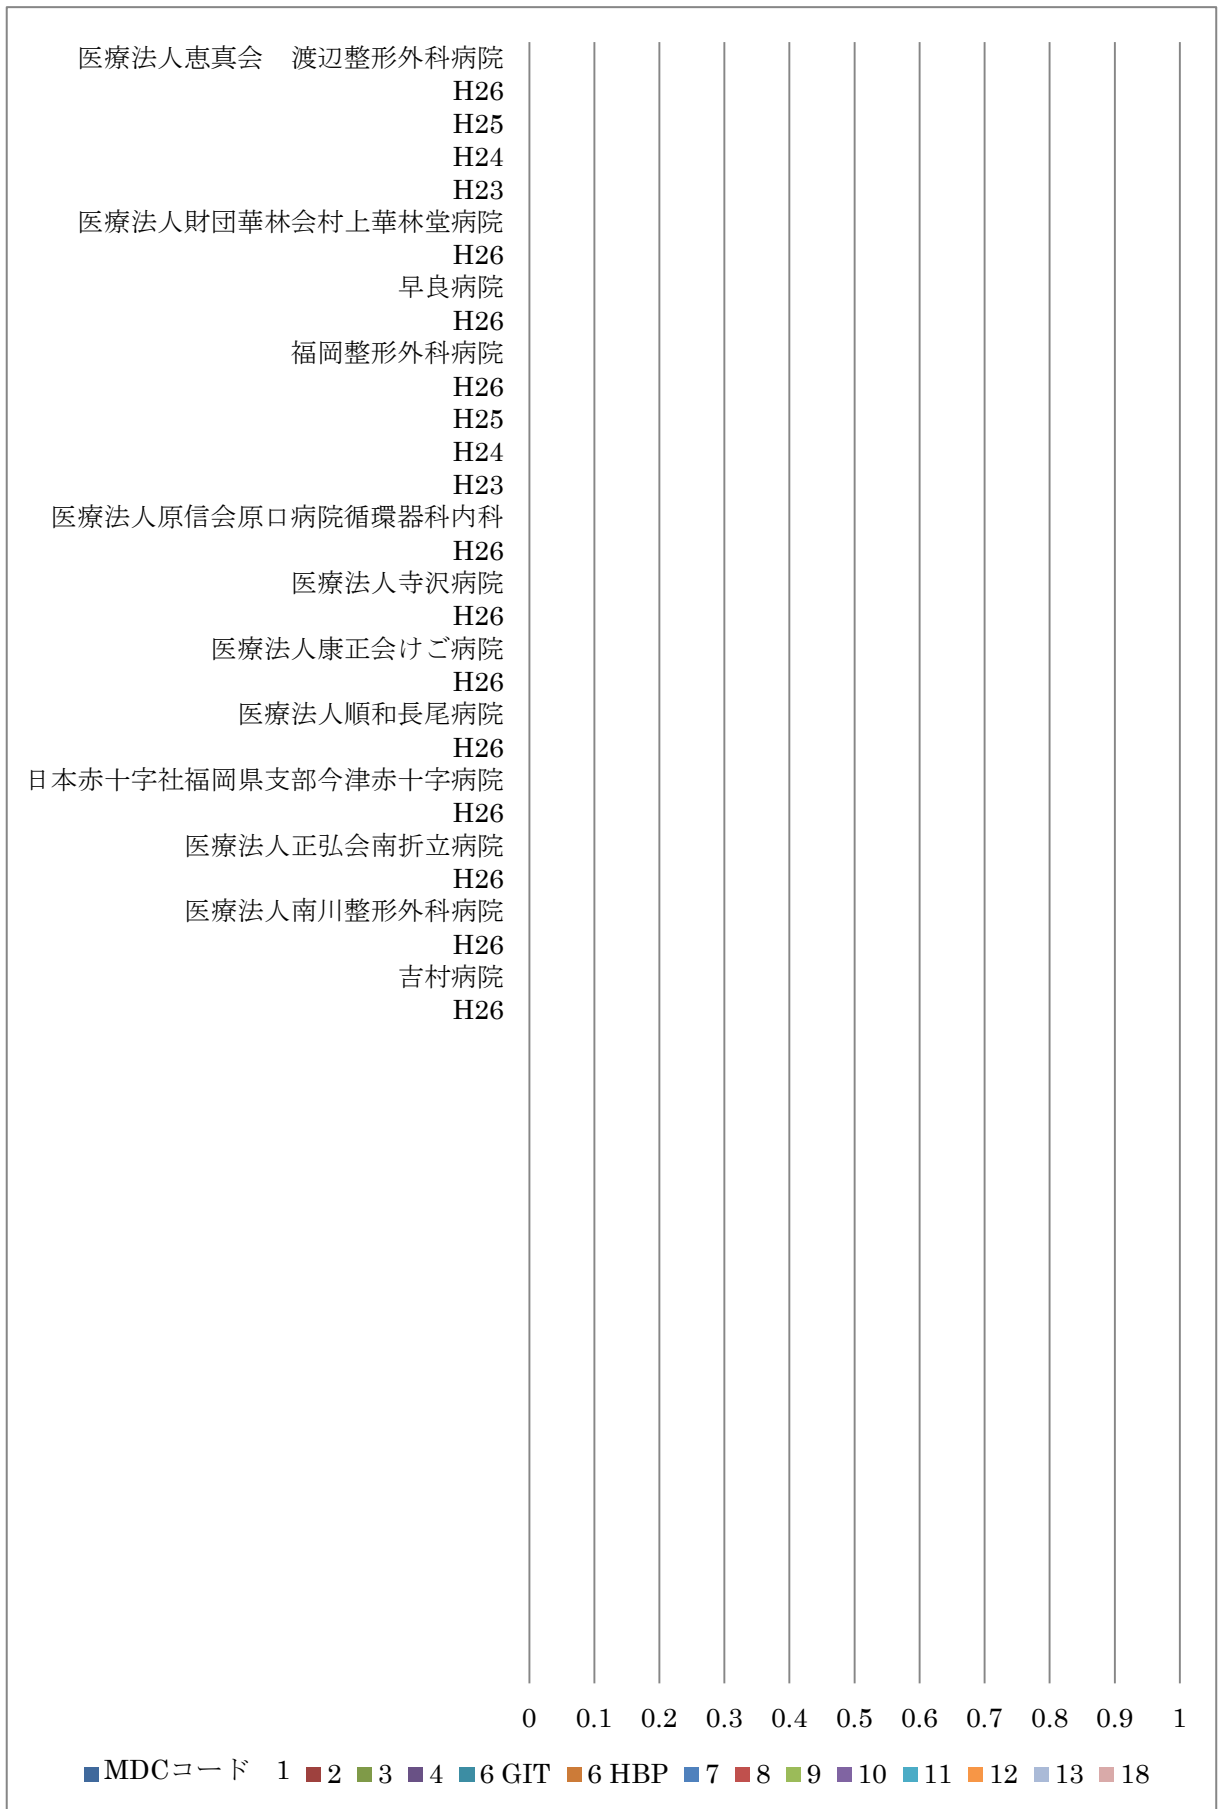 医療法人恵真会　渡辺整形外科病院
H26
H25
H24
H23
医療法人財団華林会村上華林堂病院
H26
早良病院
H26
福岡整形外科病院
H26
H25
H24
H23
医療法人原信会原口病院循環器科内科
H26
医療法人寺沢病院
H26
医療法人康正会けご病院
H26
医療法人順和長尾病院
H26
日本赤十字社福岡県支部今津赤十字病院
H26
医療法人正弘会南折立病院
H26
医療法人南川整形外科病院
H26
吉村病院
H26
0 0.1 0.2 0.3 0.4 0.5 0.6 0.7 0.8 0.9 1
MDCコード　1 2 3 4 6 GIT 6 HBP 7 8 9 10 11 12 13 18